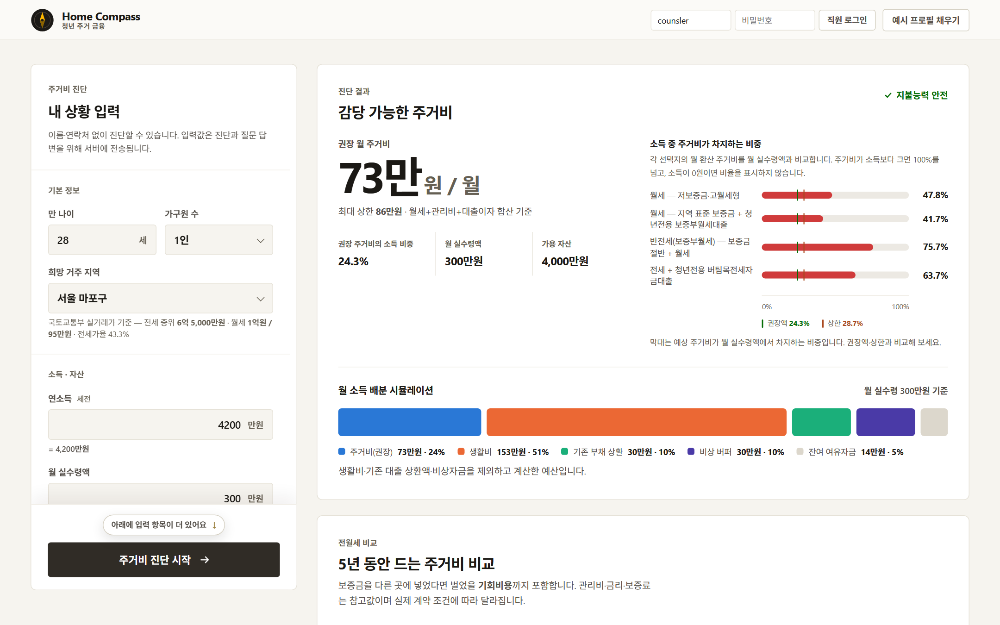 Home Compass
청년 주거 금융
counsler
비밀번호
직원 로그인
예시 프로필 채우기
주거비 진단
내 상황 입력
이름·연락처 없이 진단할 수 있습니다. 입력값은 진단과 질문 답
변을 위해 서버에 전송됩니다.
기본 정보
만 나이
가구원 수
28 세
1인
희망 거주 지역
서울 마포구
국토교통부 실거래가 기준 — 전세 중위 6억 5,000만원 · 월세 1억원 /
95만원 · 전세가율 43.3%
소득 · 자산
연소득 세전
4200 만원
= 4,200만원
월 실수령액
300 만원
아래에 입력 항목이 더 있어요 ↓
주거비 진단 시작 →
진단 결과
감당 가능한 주거비
✓ 지불능력 안전
권장 월 주거비
73만원 / 월
최대 상한 86만원 · 월세+관리비+대출이자 합산 기준
권장 주거비의 소득 비중
24.3%
월 실수령액
300만원
가용 자산
4,000만원
소득 중 주거비가 차지하는 비중
각 선택지의 월 환산 주거비를 월 실수령액과 비교합니다. 주거비가 소득보다 크면 100%를
넘고, 소득이 0원이면 비율을 표시하지 않습니다.
월세 — 저보증금·고월세형
47.8%
월세 — 지역 표준 보증금 + 청
년전용 보증부월세대출
41.7%
반전세(보증부월세) — 보증금
절반 + 월세
75.7%
전세 + 청년전용 버팀목전세자
금대출
63.7%
0%
100%
권장액 24.3%
상한 28.7%
막대는 예상 주거비가 월 실수령액에서 차지하는 비중입니다. 권장액·상한과 비교해 보세요.
월 소득 배분 시뮬레이션
월 실수령 300만원 기준
주거비(권장) 73만원 · 24%
생활비 153만원 · 51%
기존 부채 상환 30만원 · 10%
비상 버퍼 30만원 · 10%
잔여 여유자금 14만원 · 5%
생활비·기존 대출 상환액·비상자금을 제외하고 계산한 예산입니다.
전월세 비교
5년 동안 드는 주거비 비교
보증금을 다른 곳에 넣었다면 벌었을 기회비용까지 포함합니다. 관리비·금리·보증료
는 참고값이며 실제 계약 조건에 따라 달라집니다.